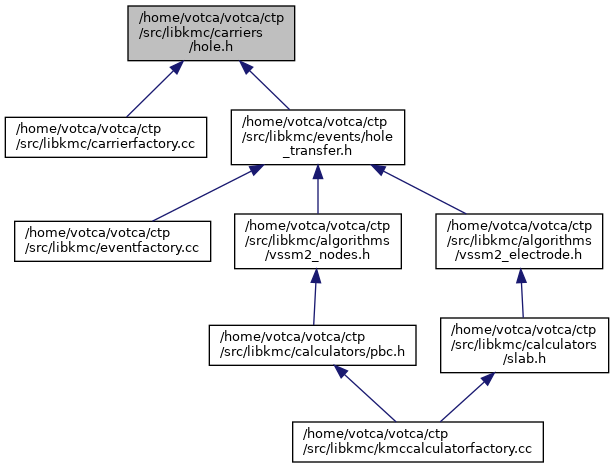 /home/votca/votca/ctp
/src/libkmc/carriers
/hole.h
/home/votca/votca/ctp
/src/libkmc/carrierfactory.cc
/home/votca/votca/ctp
/src/libkmc/events/hole
_transfer.h
/home/votca/votca/ctp
/src/libkmc/eventfactory.cc
/home/votca/votca/ctp
/src/libkmc/algorithms
/vssm2_nodes.h
/home/votca/votca/ctp
/src/libkmc/algorithms
/vssm2_electrode.h
/home/votca/votca/ctp
/src/libkmc/calculators/pbc.h
/home/votca/votca/ctp
/src/libkmc/calculators
/slab.h
/home/votca/votca/ctp
/src/libkmc/kmccalculatorfactory.cc